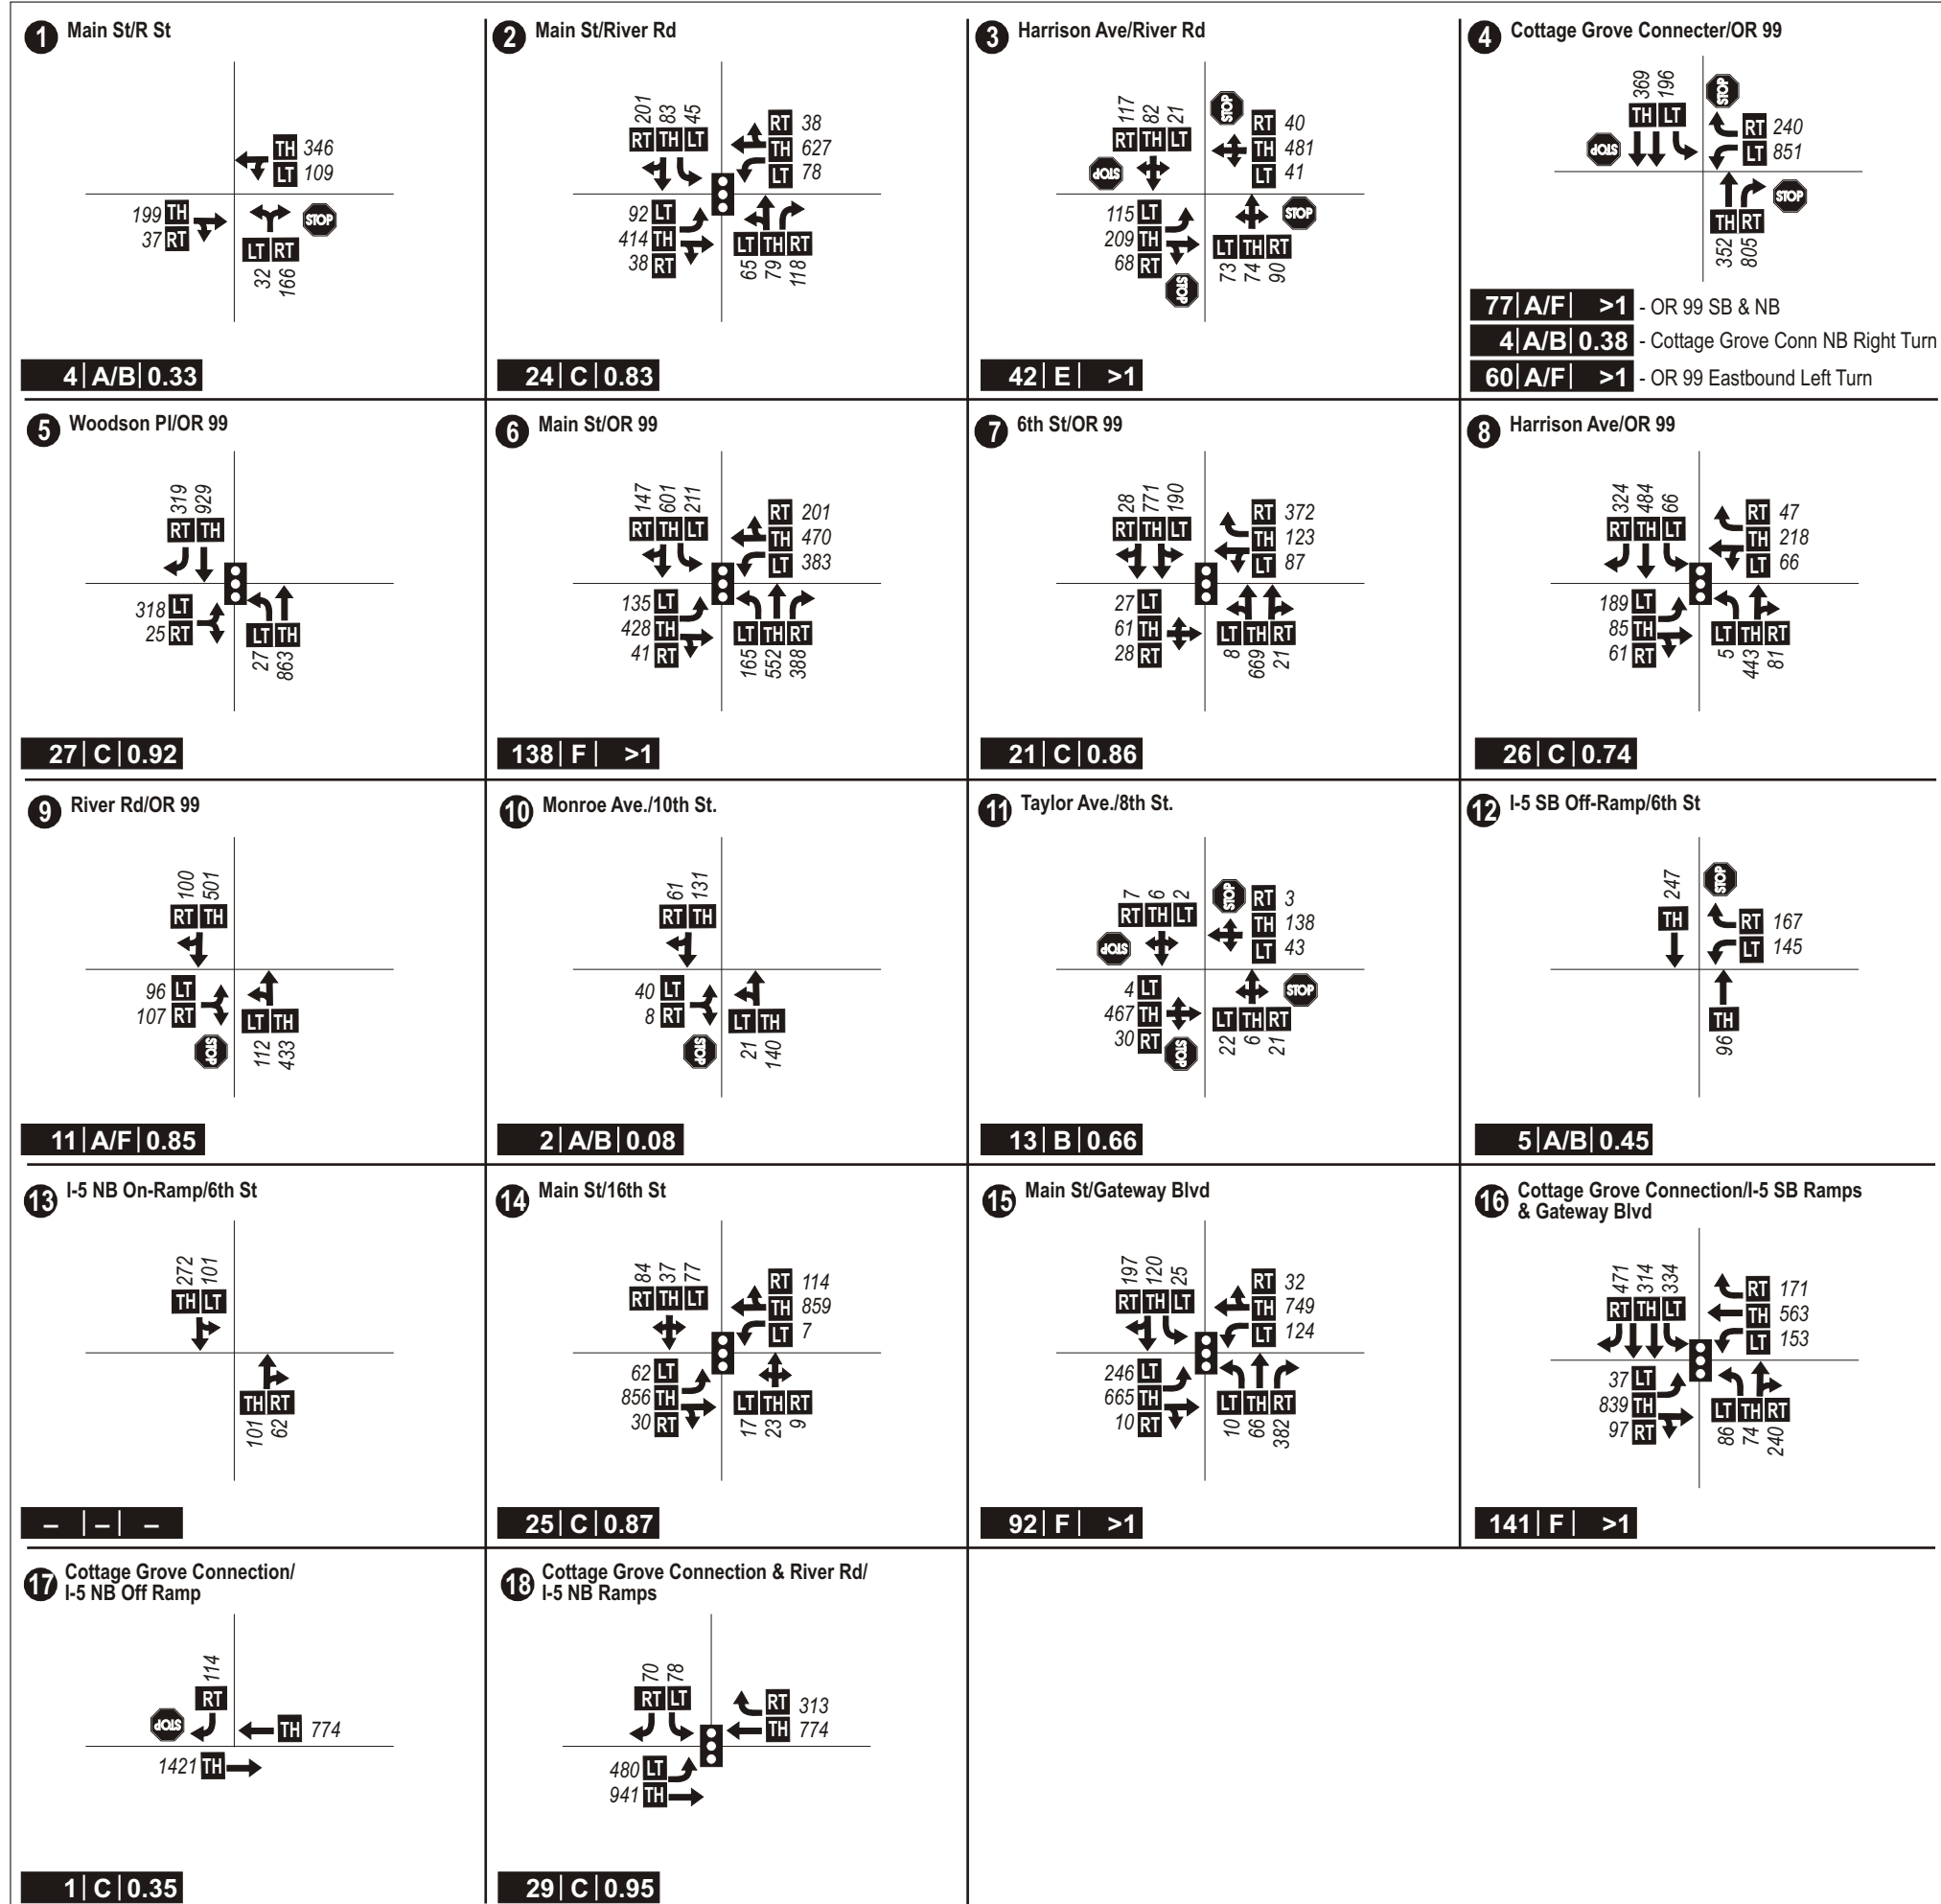 1 Main St/R St
TH 346
LT 109
199 TH
37 RT
STOP
LT RT
32 166
4 | A/B | 0.33
2 Main St/River Rd
201 83 45
RT TH LT
RT 38
TH 627
LT 78
92 LT
414 TH
38 RT
LT TH RT
65 79 118
24 | C | 0.83
3 Harrison Ave/River Rd
117 82 21
RT TH LT
STOP
STOP
RT 40
TH 481
LT 41
115 LT
209 TH
68 RT
STOP
STOP
LT TH RT
73 74 90
42 | E | >1
4 Cottage Grove Connecter/OR 99
369 196
TH LT
STOP
STOP
RT 240
LT 851
STOP
TH RT
352 805
77 | A/F | >1 - OR 99 SB & NB
4 | A/B | 0.38 - Cottage Grove Conn NB Right Turn
60 | A/F | >1 - OR 99 Eastbound Left Turn
5 Woodson Pl/OR 99
319 929
RT TH
318 LT
25 RT
LT TH
27 863
27 | C | 0.92
6 Main St/OR 99
147 601 211
RT TH LT
RT 201
TH 470
LT 383
135 LT
428 TH
41 RT
LT TH RT
165 552 388
138 | F | >1
7 6th St/OR 99
28 771 190
RT TH LT
RT 372
TH 123
LT 87
27 LT
61 TH
28 RT
LT TH RT
8 669 21
21 | C | 0.86
8 Harrison Ave/OR 99
324 484 66
RT TH LT
RT 47
TH 218
LT 66
189 LT
85 TH
61 RT
LT TH RT
5 443 81
26 | C | 0.74
9 River Rd/OR 99
100 501
RT TH
96 LT
107 RT
STOP
LT TH
112 433
11 | A/F | 0.85
10 Monroe Ave./10th St.
61 131
RT TH
40 LT
8 RT
STOP
LT TH
21 140
2 | A/B | 0.08
11 Taylor Ave./8th St.
7 6 2
RT TH LT
STOP
STOP
RT 3
TH 138
LT 43
4 LT
467 TH
30 RT
STOP
STOP
LT TH RT
22 6 21
13 | B | 0.66
12 I-5 SB Off-Ramp/6th St
247
TH
STOP
RT 167
LT 145
TH
96
5 | A/B | 0.45
13 I-5 NB On-Ramp/6th St
272 101
TH LT
TH RT
101 62
– | – | –
14 Main St/16th St
84 37 77
RT TH LT
RT 114
TH 859
LT 7
62 LT
856 TH
30 RT
LT TH RT
17 23 9
25 | C | 0.87
15 Main St/Gateway Blvd
197 120 25
RT TH LT
RT 32
TH 749
LT 124
246 LT
665 TH
10 RT
LT TH RT
10 66 382
92 | F | >1
16 Cottage Grove Connection/I-5 SB Ramps
& Gateway Blvd
471 314 334
RT TH LT
RT 171
TH 563
LT 153
37 LT
839 TH
97 RT
LT TH RT
86 74 240
141 | F | >1
17 Cottage Grove Connection/
I-5 NB Off Ramp
114
RT
STOP
TH 774
1421 TH
1 | C | 0.35
18 Cottage Grove Connection & River Rd/
I-5 NB Ramps
70 78
RT LT
RT 313
TH 774
480 LT
941 TH
29 | C | 0.95